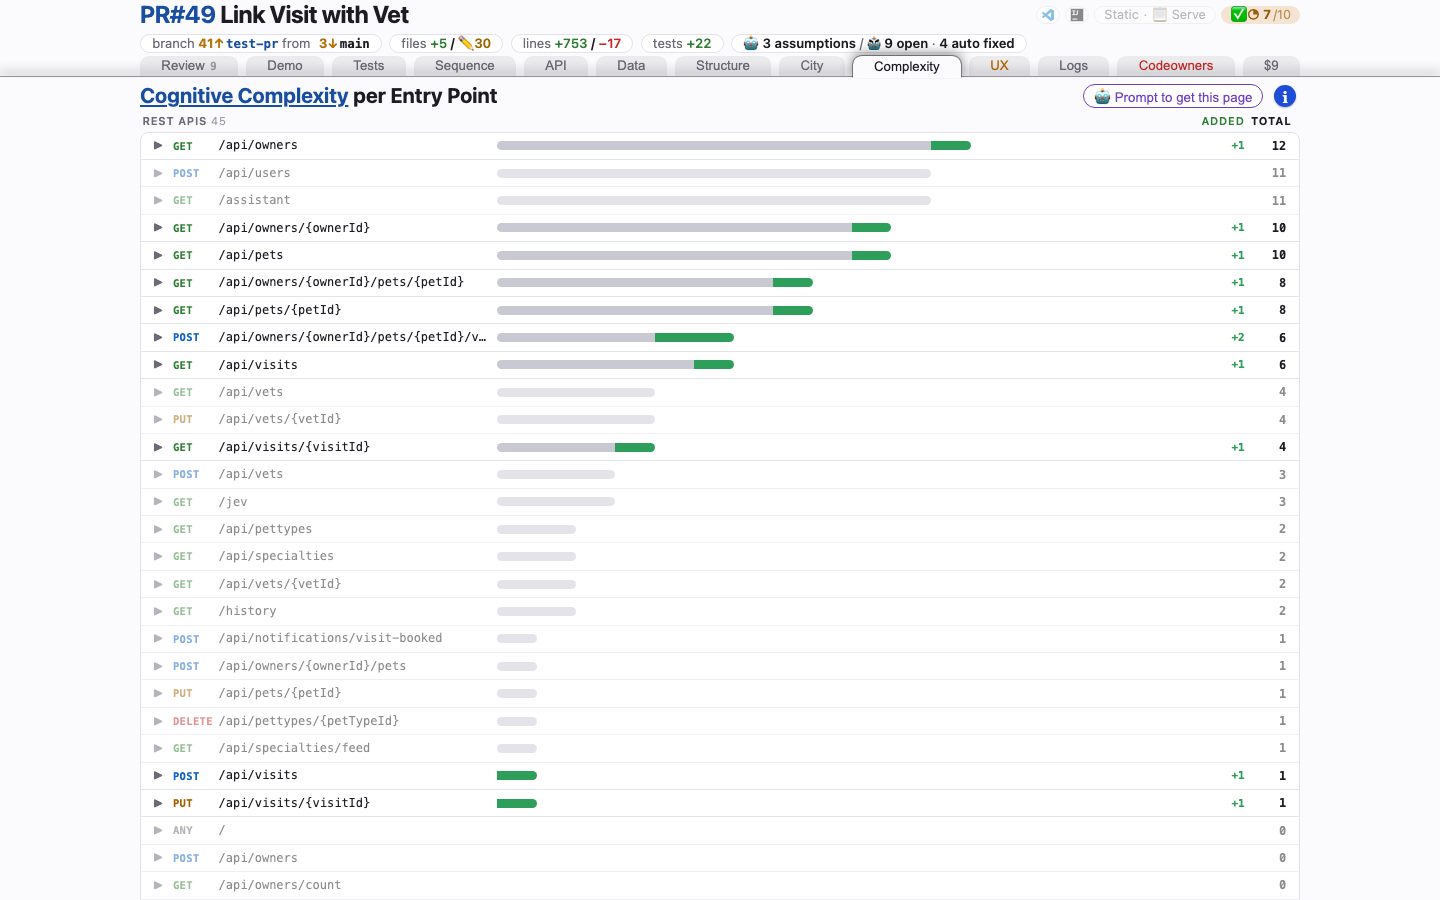 PR#49 Link Visit with Vet
Static · Serve
7/10
branch 41↑test-pr from 3↓main
files +5 / 30
lines +753 / −17
tests +22
3 assumptions / 9 open · 4 auto fixed
Review 9
Demo
Tests
Sequence
API
Data
Structure
City
Complexity
UX
Logs
Codeowners
$9
Cognitive Complexity per Entry Point
Prompt to get this page
i
REST APIS 45
ADDED TOTAL
GET /api/owners +1 12
POST /api/users 11
GET /assistant 11
GET /api/owners/{ownerId} +1 10
GET /api/pets +1 10
GET /api/owners/{ownerId}/pets/{petId} +1 8
GET /api/pets/{petId} +1 8
POST /api/owners/{ownerId}/pets/{petId}/v… +2 6
GET /api/visits +1 6
GET /api/vets 4
PUT /api/vets/{vetId} 4
GET /api/visits/{visitId} +1 4
POST /api/vets 3
GET /jev 3
GET /api/pettypes 2
GET /api/specialties 2
GET /api/vets/{vetId} 2
GET /history 2
POST /api/notifications/visit-booked 1
POST /api/owners/{ownerId}/pets 1
PUT /api/pets/{petId} 1
DELETE /api/pettypes/{petTypeId} 1
GET /api/specialties/feed 1
POST /api/visits +1 1
PUT /api/visits/{visitId} +1 1
ANY / 0
POST /api/owners 0
GET /api/owners/count 0